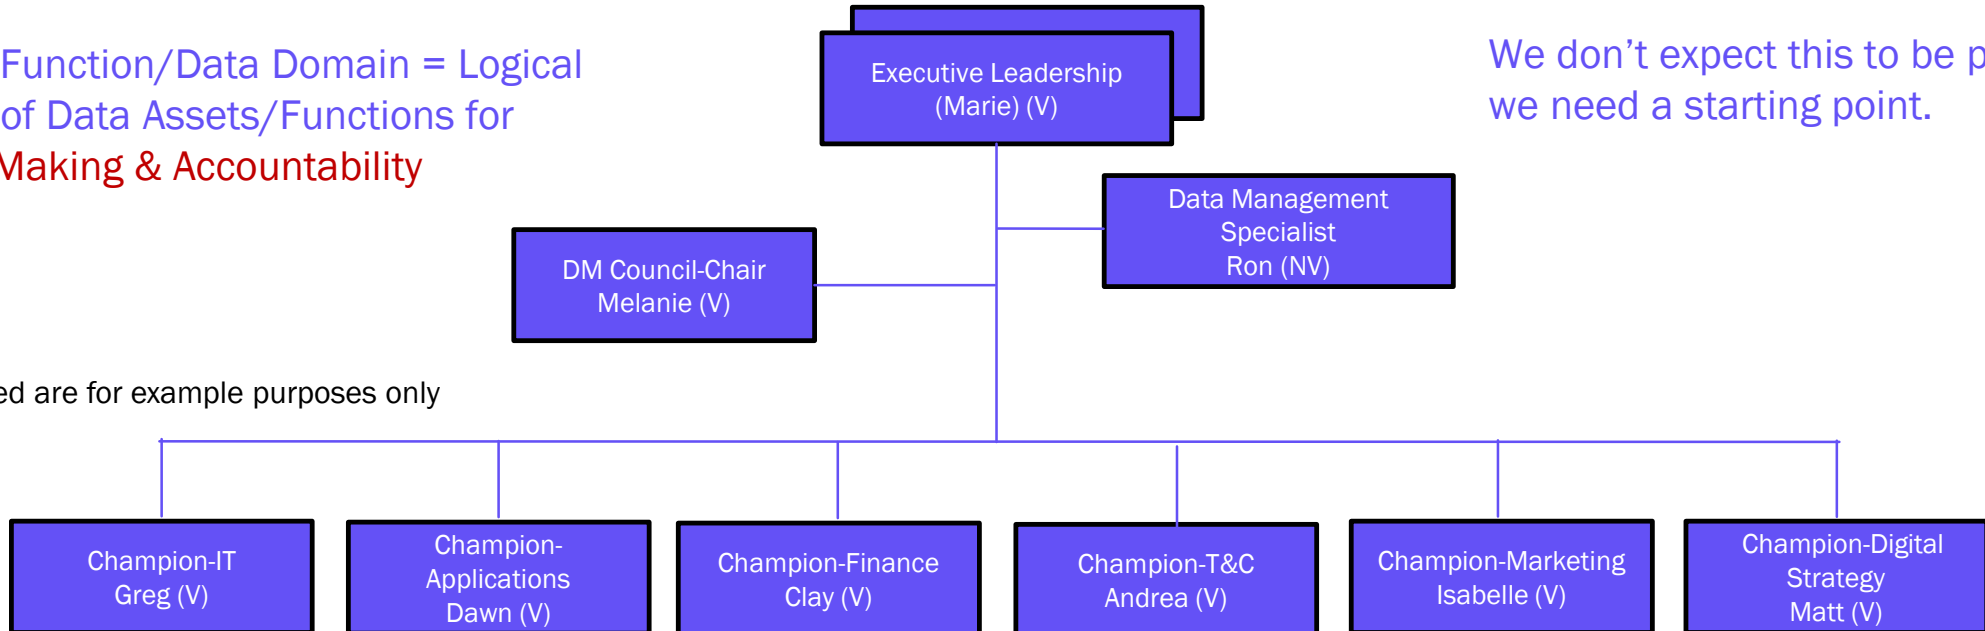 Function/Data Domain = Logical
of Data Assets/Functions for
Making & Accountability
Executive Leadership
(Marie) (V)
We don’t expect this to be
we need a starting point.
Data Management
Specialist
Ron (NV)
DM Council-Chair
Melanie (V)
are for example purposes only
Champion-IT
Greg (V)
Champion-
Applications
Dawn (V)
Champion-Finance
Clay (V)
Champion-T&C
Andrea (V)
Champion-Marketing
Isabelle (V)
Champion-Digital
Strategy
Matt (V)